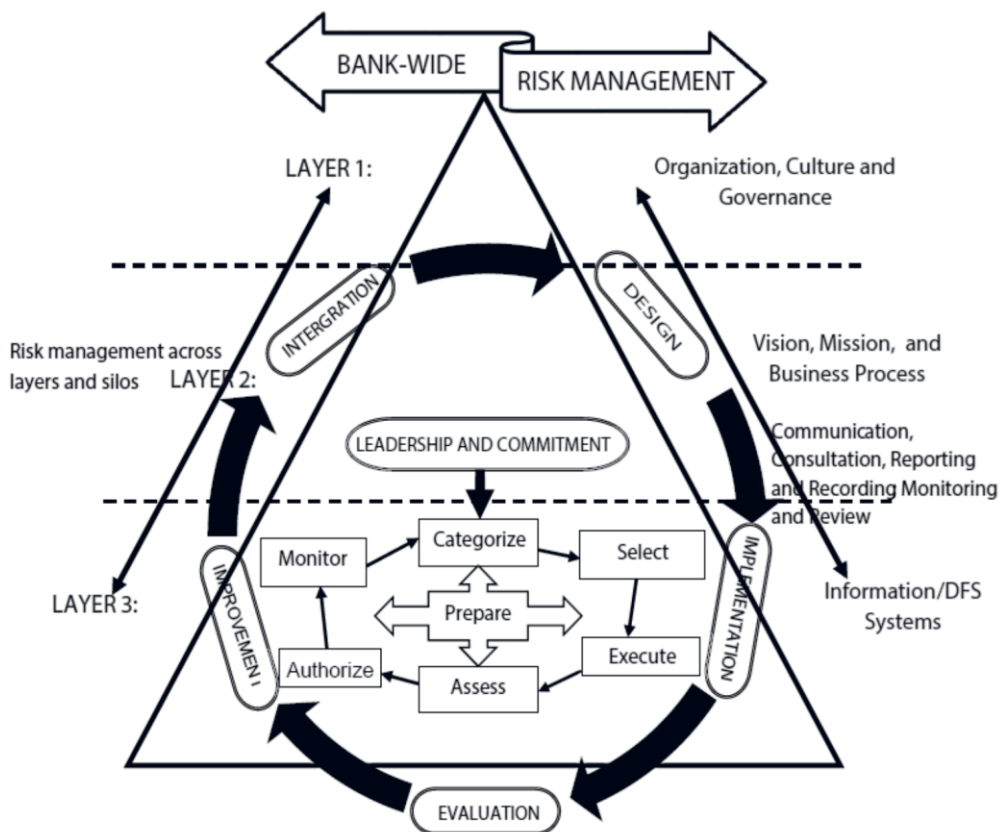 BANK-WIDE
RISK MANAGEMENT
LAYER 1:
Organization, Culture and
Governance
INTERGRATION
DESIGN
Risk management across
layers and silos
LAYER 2:
Vision, Mission, and
Business Process
LEADERSHIP AND COMMITMENT
Communication,
Consultation, Reporting
and Recording Monitoring
and Review
Categorize
Monitor
Select
Prepare
IMPROVEMENT
IMPLEMENTATION
LAYER 3:
Information/DFS
Systems
Authorize
Assess
Execute
EVALUATION